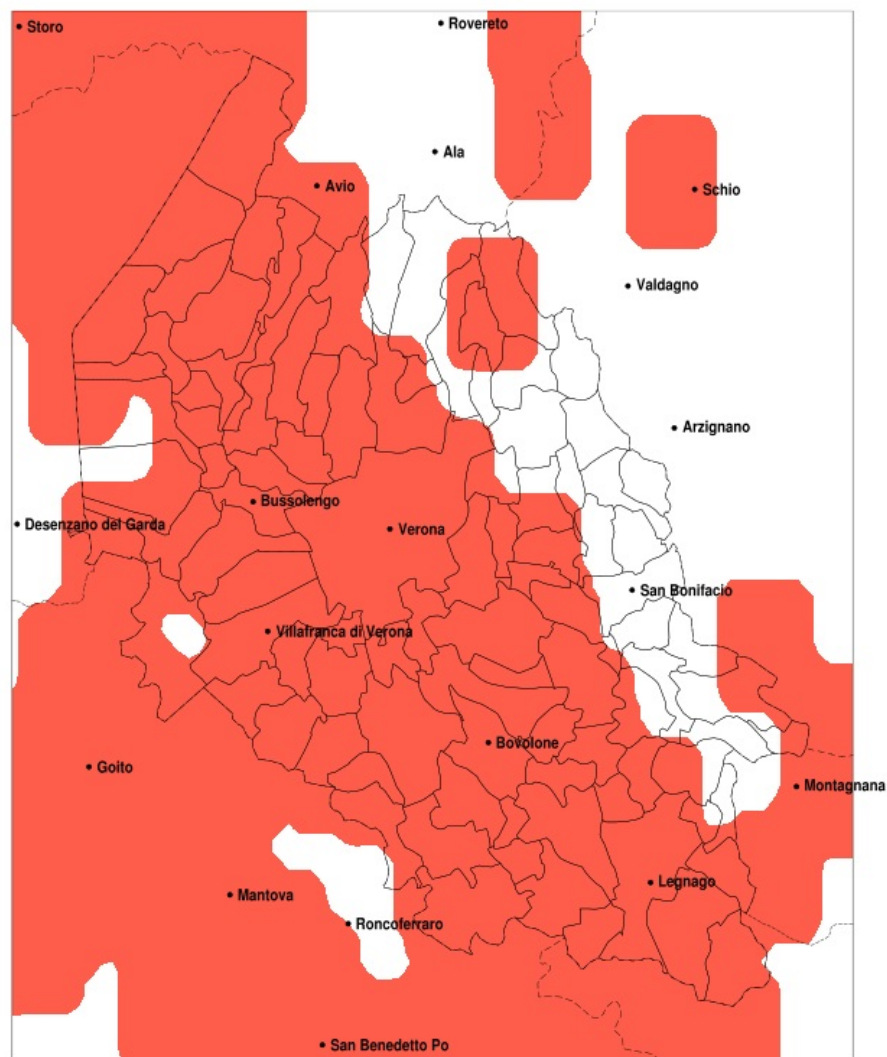 Storo
Rovereto
Ala
Avio
Schio
Valdagno
Arzignano
Bussolengo
Desenzano del Garda
Verona
San Bonifacio
Villafranca di Verona
Bovolone
Goito
Montagnana
Legnago
Mantova
Roncoferraro
San Benedetto Po